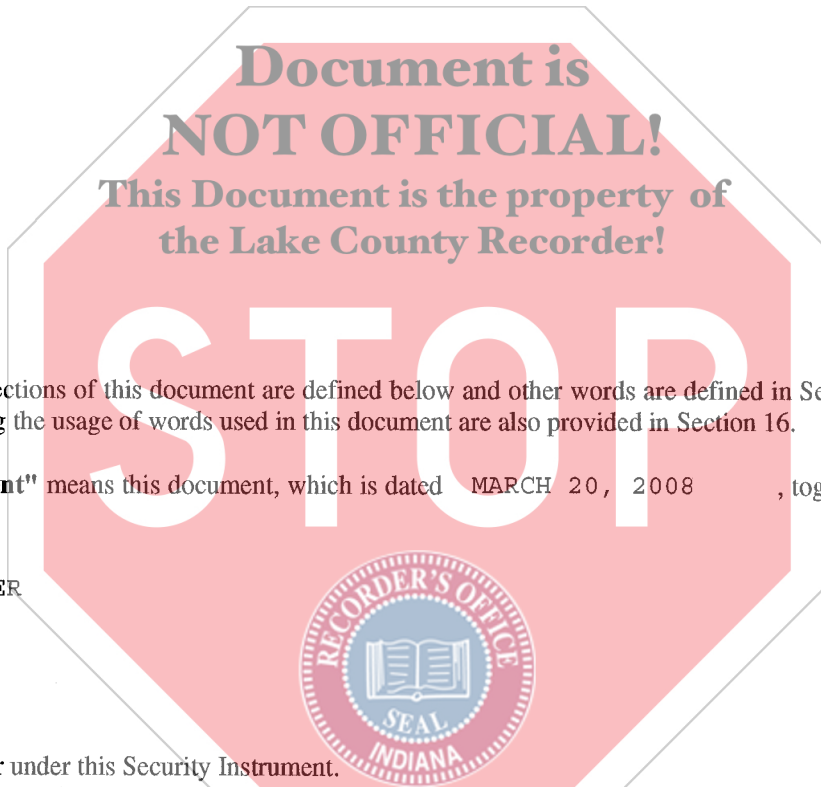 Document is
NOT OFFICIAL!
This Document is the property of
the Lake County Recorder!
STOP
ctions of this document are defined below and other words are defined in Se
g the usage of words used in this document are also provided in Section 16.
nt" means this document, which is dated MARCH 20, 2008 , tog
ER
RECORDER'S OFFICE
SEAL
INDIANA
r under this Security Instrument.